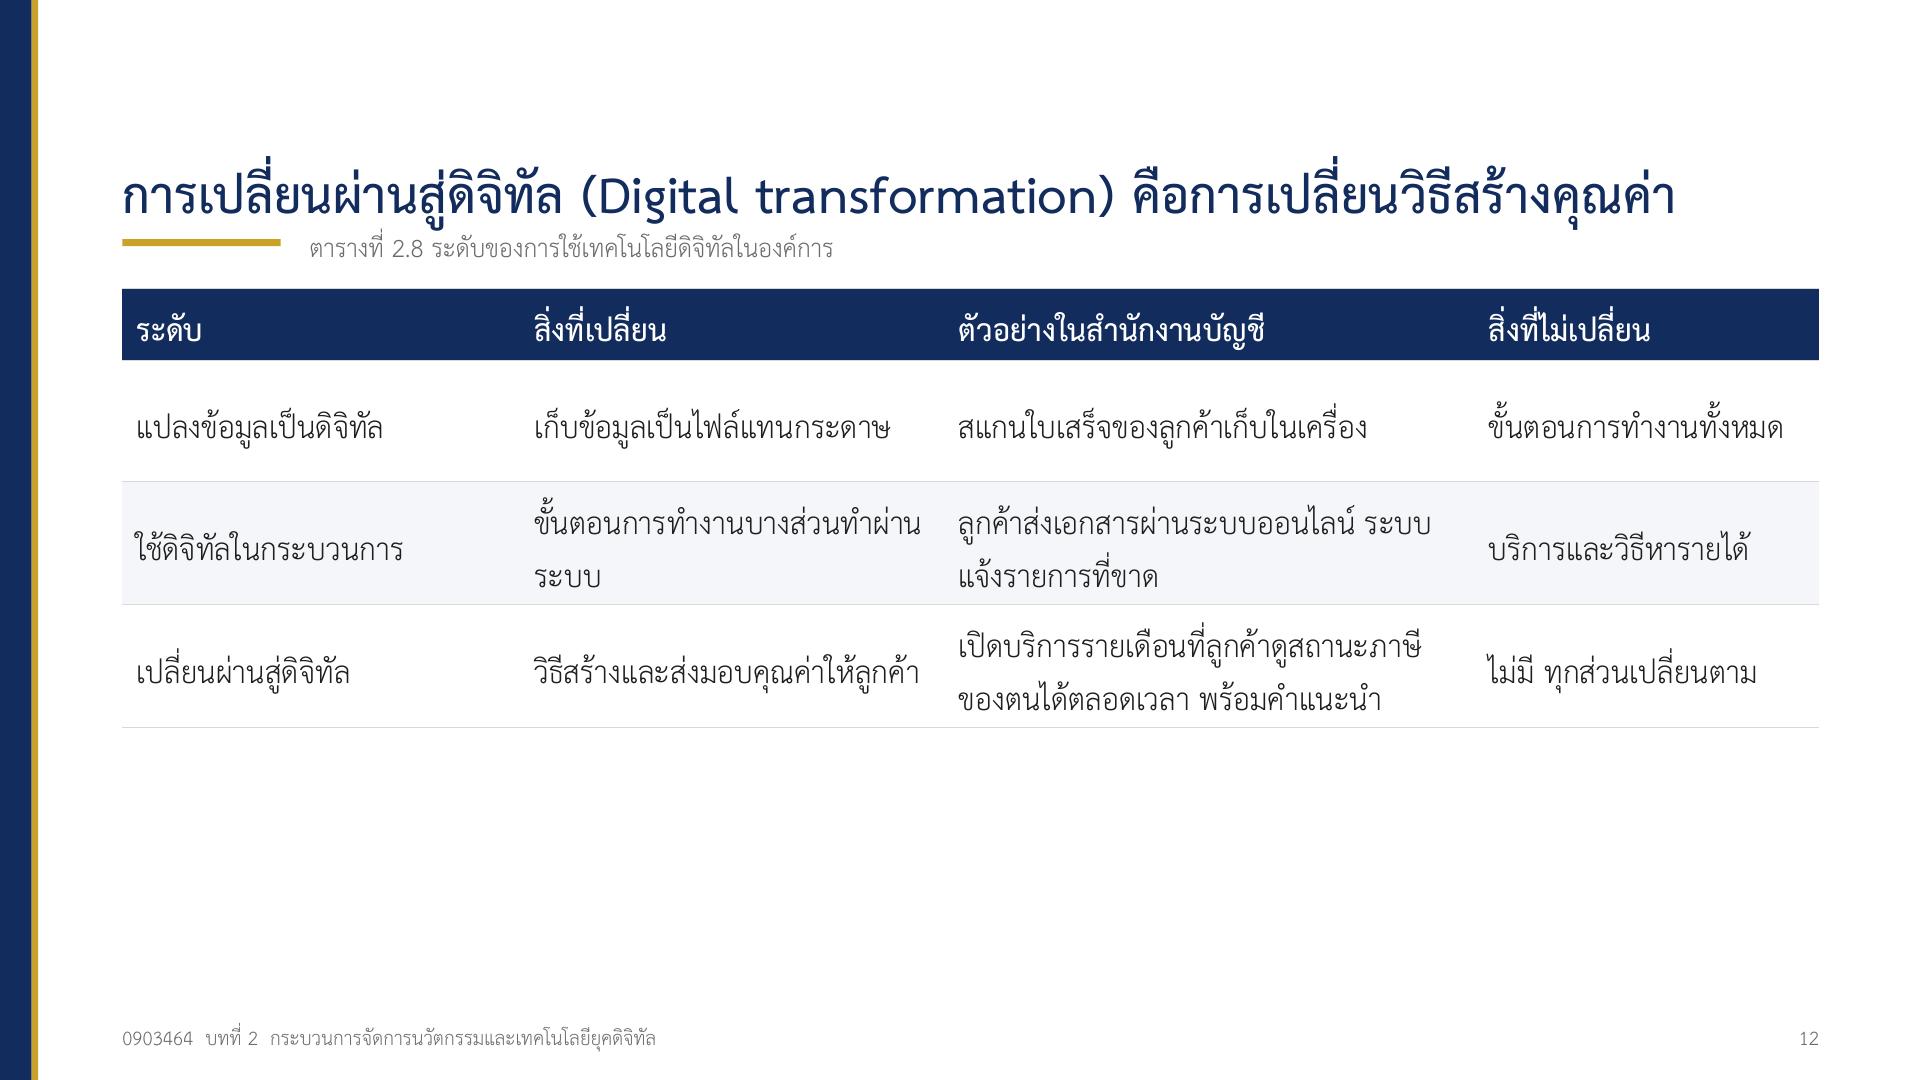 การเปลี่ยนผ่านสู่ดิจิทัล (Digital transformation) คือการเปลี่ยนวิธีสร้างคุณค่า
ตารางที่ 2.8 ระดับของการใช้เทคโนโลยีดิจิทัลในองค์การ
ระดับ สิ่งที่เปลี่ยน ตัวอย่างในสำนักงานบัญชี สิ่งที่ไม่เปลี่ยน
แปลงข้อมูลเป็นดิจิทัล เก็บข้อมูลเป็นไฟล์แทนกระดาษ สแกนใบเสร็จของลูกค้าเก็บในเครื่อง ขั้นตอนการทำงานทั้งหมด
ใช้ดิจิทัลในกระบวนการ ขั้นตอนการทำงานบางส่วนทำผ่าน
ระบบ ลูกค้าส่งเอกสารผ่านระบบออนไลน์ ระบบ
แจ้งรายการที่ขาด บริการและวิธีหารายได้
เปลี่ยนผ่านสู่ดิจิทัล วิธีสร้างและส่งมอบคุณค่าให้ลูกค้า เปิดบริการรายเดือนที่ลูกค้าดูสถานะภาษี
ของตนได้ตลอดเวลา พร้อมคำแนะนำ ไม่มี ทุกส่วนเปลี่ยนตาม
0903464 บทที่ 2 กระบวนการจัดการนวัตกรรมและเทคโนโลยียุคดิจิทัล 12